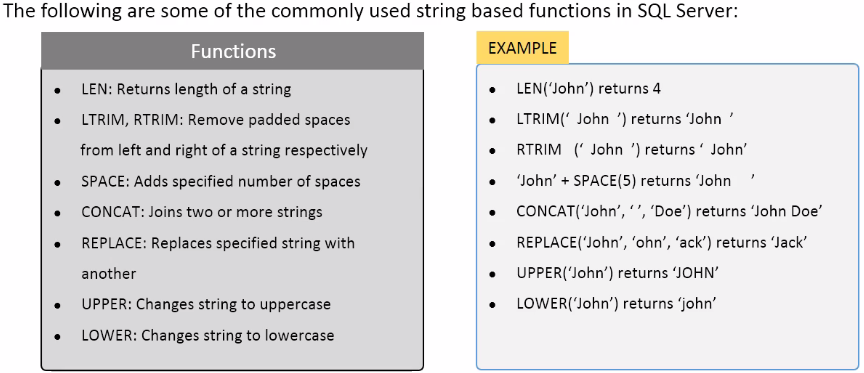 The following are some of the commonly used string based functions in SQL Server:
Functions
• LEN: Returns length of a string
• LTRIM, RTRIM: Remove padded spaces
from left and right of a string respectively
• SPACE: Adds specified number of spaces
• CONCAT: Joins two or more strings
• REPLACE: Replaces specified string with
another
• UPPER: Changes string to uppercase
• LOWER: Changes string to lowercase
EXAMPLE
• LEN(‘John’) returns 4
• LTRIM(‘  John  ’) returns ‘John  ’
• RTRIM   (‘  John  ’) returns ‘  John’
• ‘John’ + SPACE(5) returns ‘John     ’
• CONCAT(‘John’, ‘ ’, ‘Doe’) returns ‘John Doe’
• REPLACE(‘John’, ‘ohn’, ‘ack’) returns ‘Jack’
• UPPER(‘John’) returns ‘JOHN’
• LOWER(‘John’) returns ‘john’